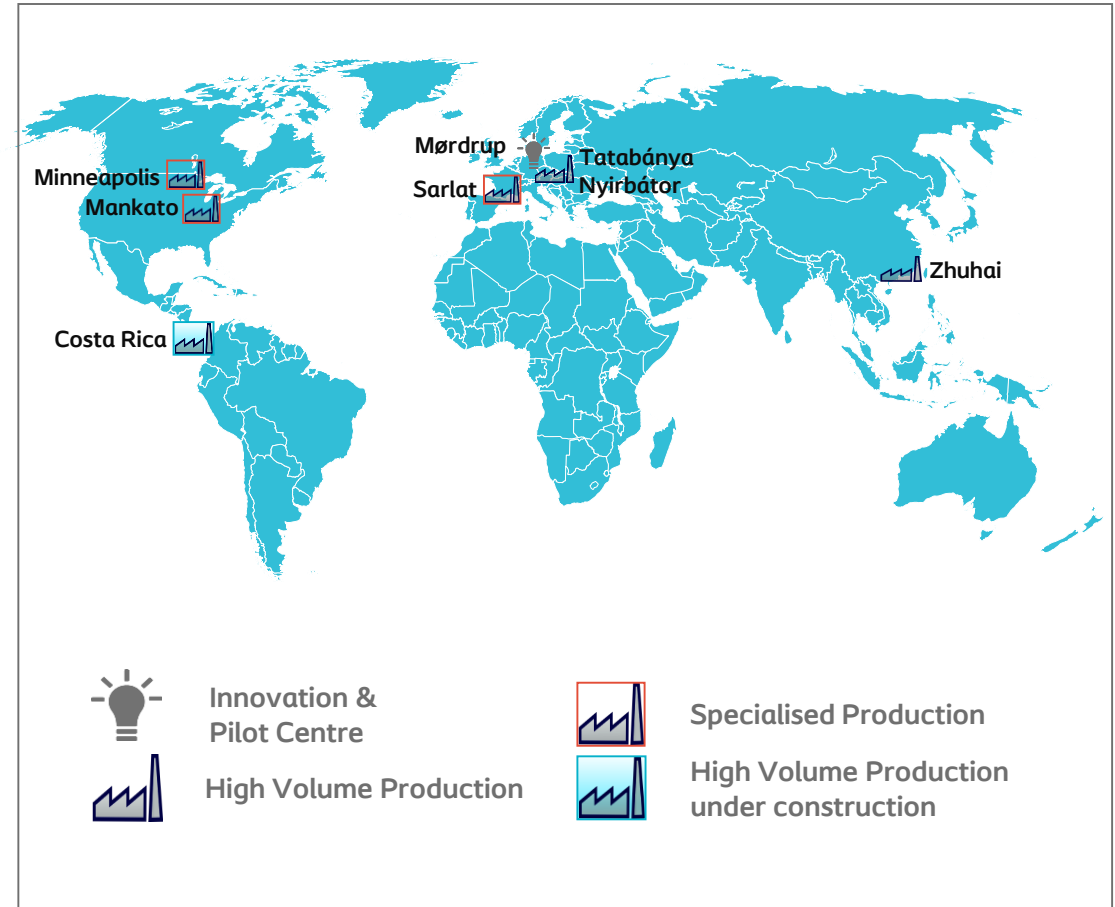 Mørdrup
Tatabánya
Minneapolis
Sarlat
Nyirbátor
Mankato
Zhuhai
Costa Rica
Innovation &
Pilot Centre
High Volume Production
Specialised Production
High Volume Production
under construction